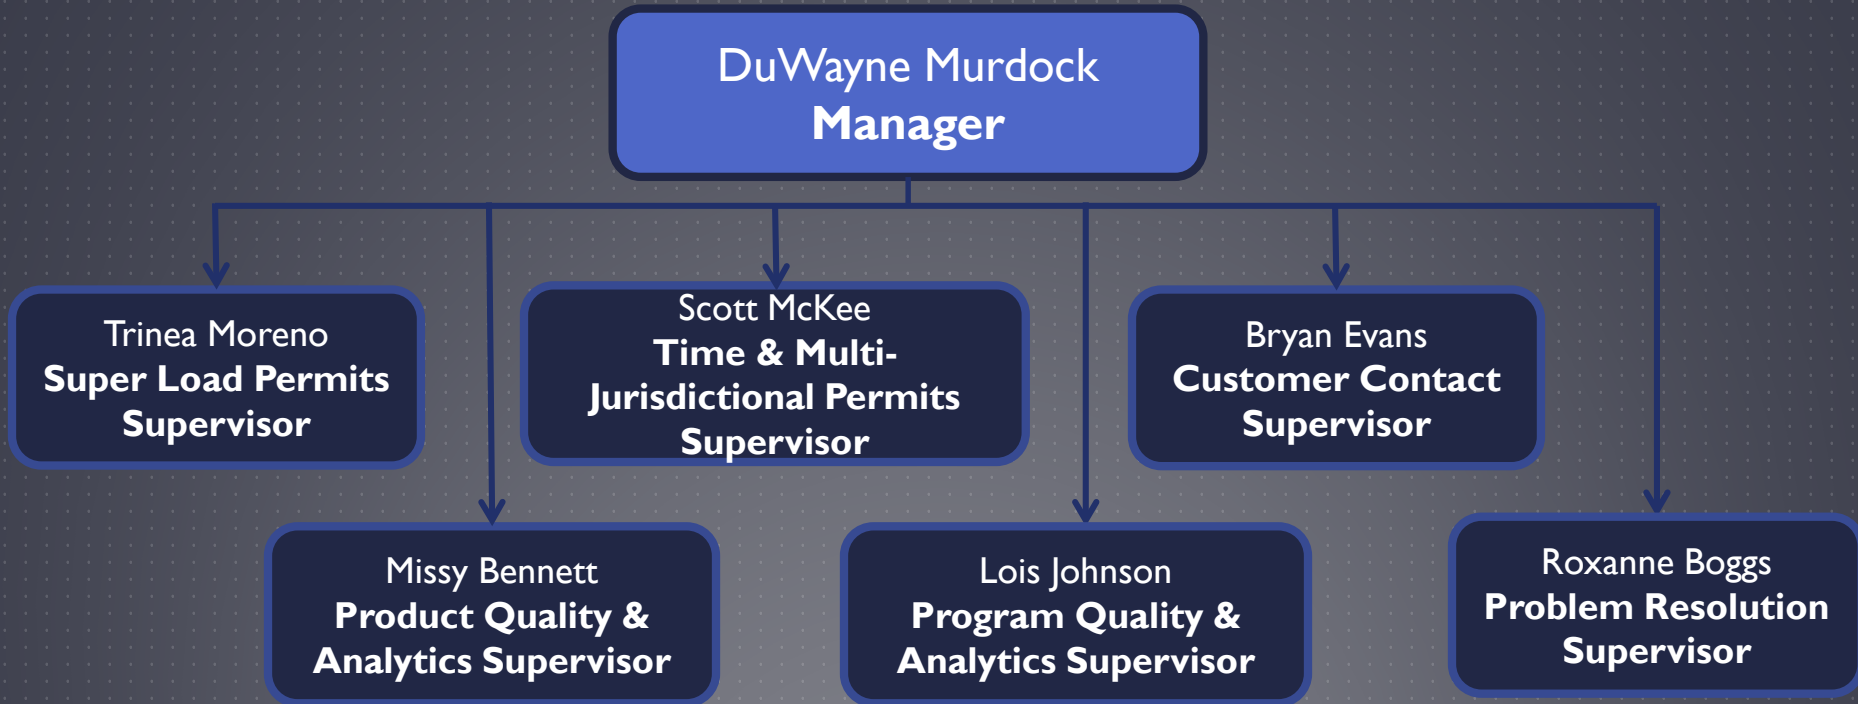 DuWayne Murdock
Manager
Trinea Moreno
Super Load Permits
Supervisor
Scott McKee
Time & Multi-
Jurisdictional Permits
Supervisor
Bryan Evans
Customer Contact
Supervisor
Missy Bennett
Product Quality &
Analytics Supervisor
Lois Johnson
Program Quality &
Analytics Supervisor
Roxanne Boggs
Problem Resolution
Supervisor